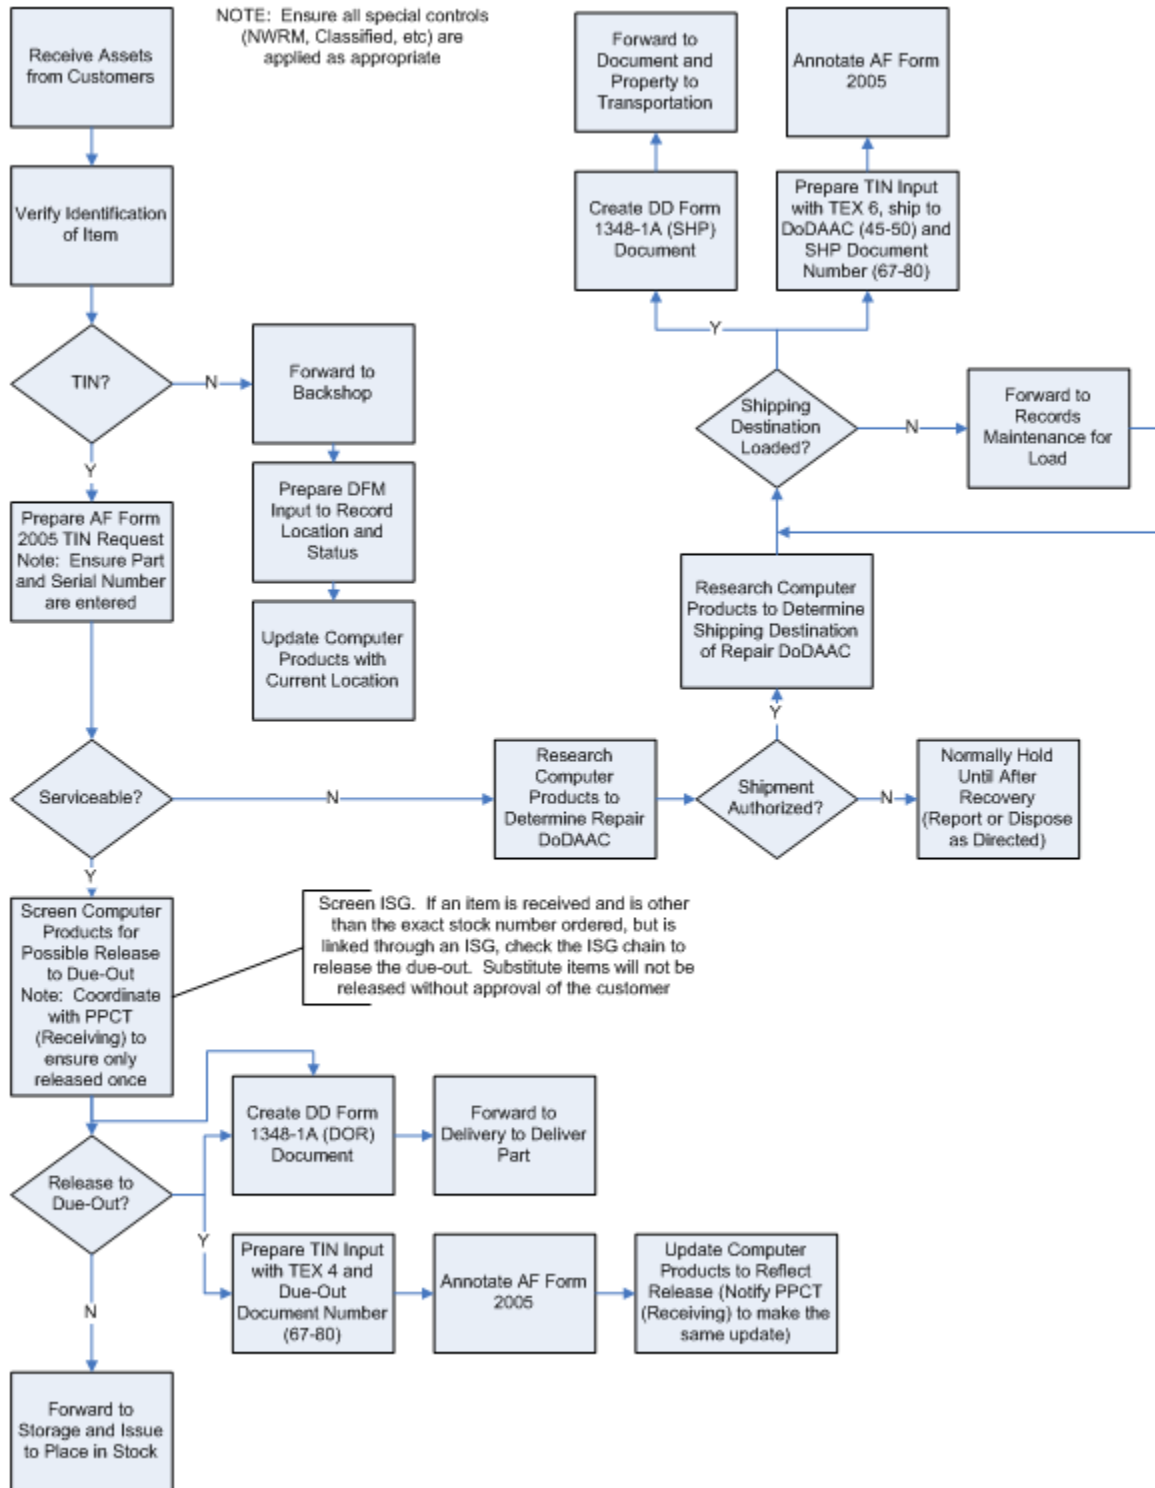 NOTE:  Ensure all special controls
(NWRM, Classified, etc) are
applied as appropriate
Receive Assets
from Customers
Verify Identification
of Item
TIN?
N
Forward to
Backshop
Prepare DFM
Input to Record
Location and
Status
Update Computer
Products with
Current Location
Y
Prepare AF Form
2005 TIN Request
Note:  Ensure Part
and Serial Number
are entered
Serviceable?
N
Research
Computer
Products to
Determine Repair
DoDAAC
Shipment
Authorized?
N
Normally Hold
Until After
Recovery
(Report or Dispose
as Directed)
Y
Research Computer
Products to Determine
Shipping Destination
of Repair DoDAAC
Shipping
Destination
Loaded?
N
Forward to
Records
Maintenance for
Load
Y
Create DD Form
1348-1A (SHP)
Document
Forward to
Document and
Property to
Transportation
Prepare TIN Input
with TEX 6, ship to
DoDAAC (45-50) and
SHP Document
Number (67-80)
Annotate AF Form
2005
Y
Screen Computer
Products for
Possible Release
to Due-Out
Note:  Coordinate
with PPCT
(Receiving) to
ensure only
released once
Screen ISG.  If an item is received and is other
than the exact stock number ordered, but is
linked through an ISG, check the ISG chain to
release the due-out.  Substitute items will not be
released without approval of the customer
Release to
Due-Out?
Y
Create DD Form
1348-1A (DOR)
Document
Forward to
Delivery to Deliver
Part
Prepare TIN Input
with TEX 4 and
Due-Out
Document Number
(67-80)
Annotate AF Form
2005
Update Computer
Products to Reflect
Release (Notify PPCT
(Receiving) to make the
same update)
N
Forward to
Storage and Issue
to Place in Stock